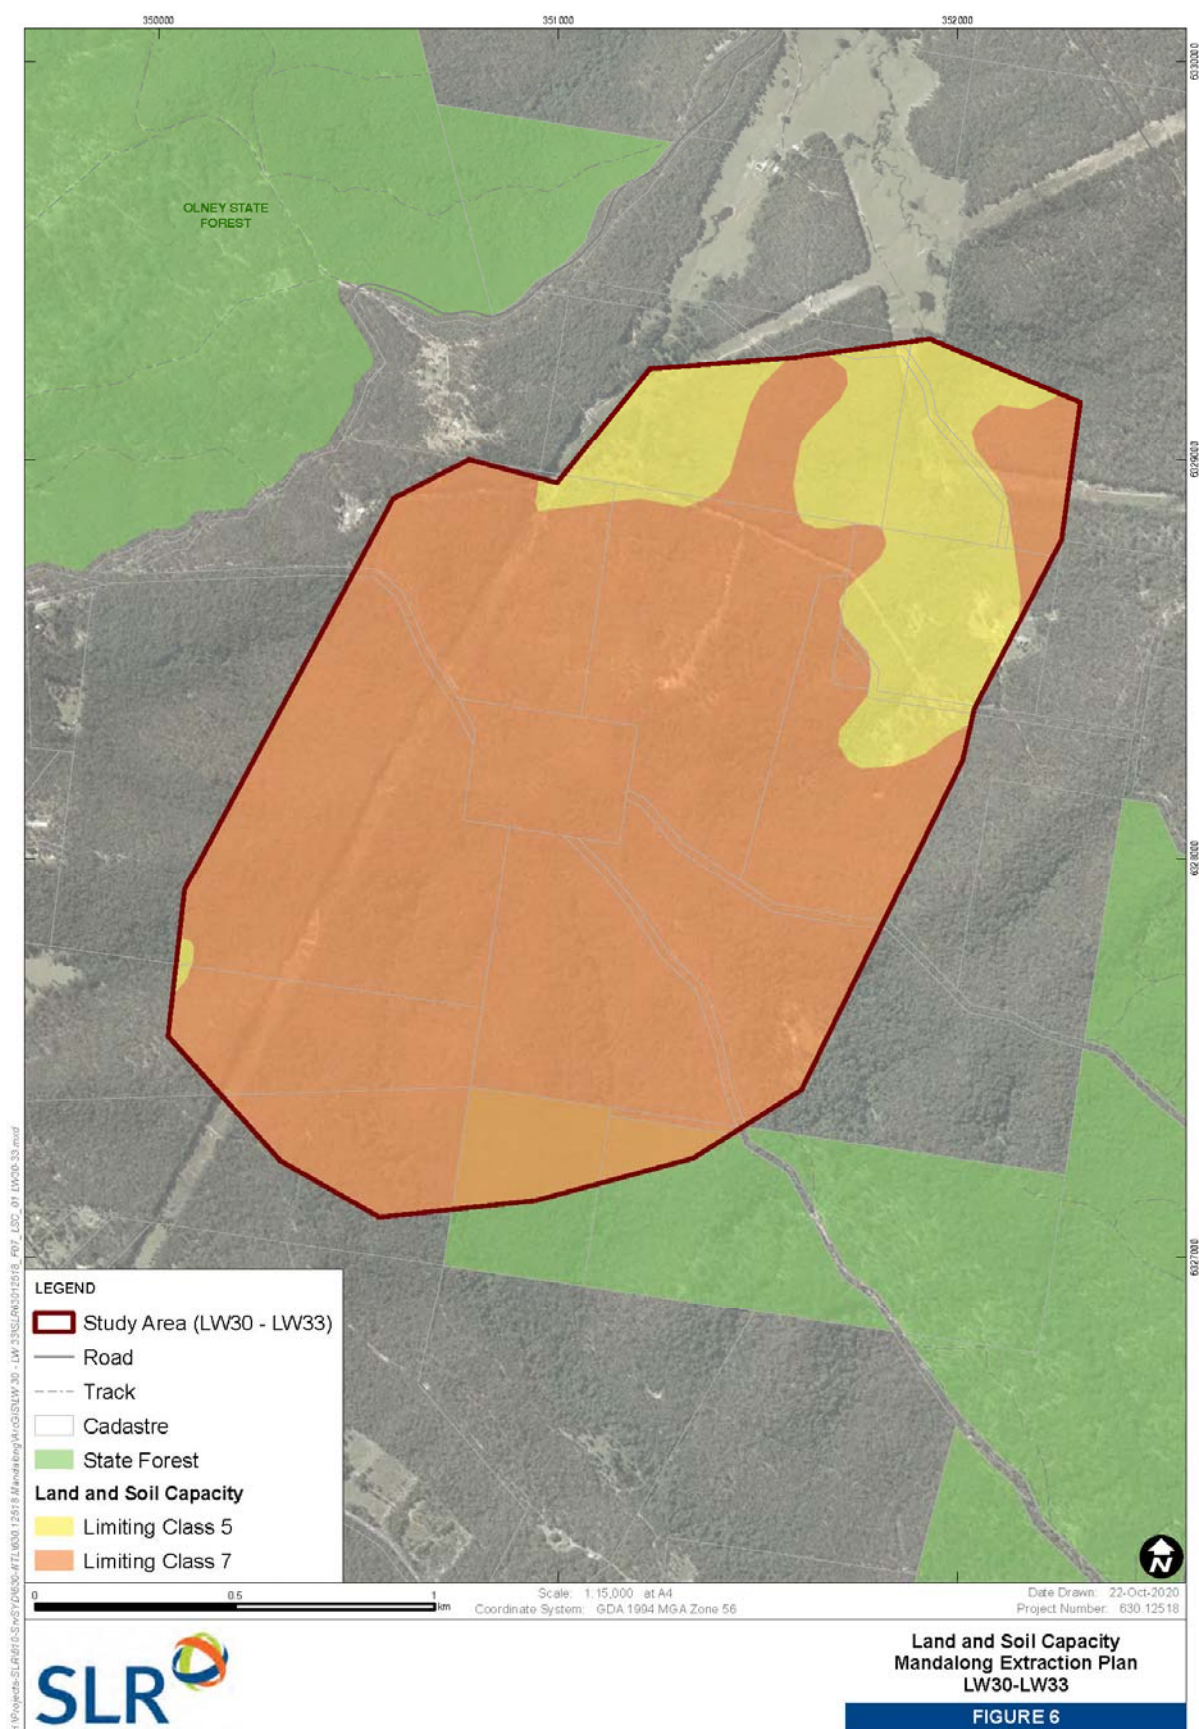 350000
351000
352000
6330000
OLNEY STATE
FOREST
6329000
6328000
6327000
LEGEND
Study Area (LW30 - LW33)
Road
Track
Cadastre
State Forest
Land and Soil Capacity
Limiting Class 5
Limiting Class 7
N
0
0.5
1
km
Scale: 1:15,000 at A4
Coordinate System: GDA 1994 MGA Zone 56
Date Drawn: 22-Oct-2020
Project Number: 630.12518
SLR
Land and Soil Capacity
Mandalong Extraction Plan
LW30-LW33
FIGURE 6